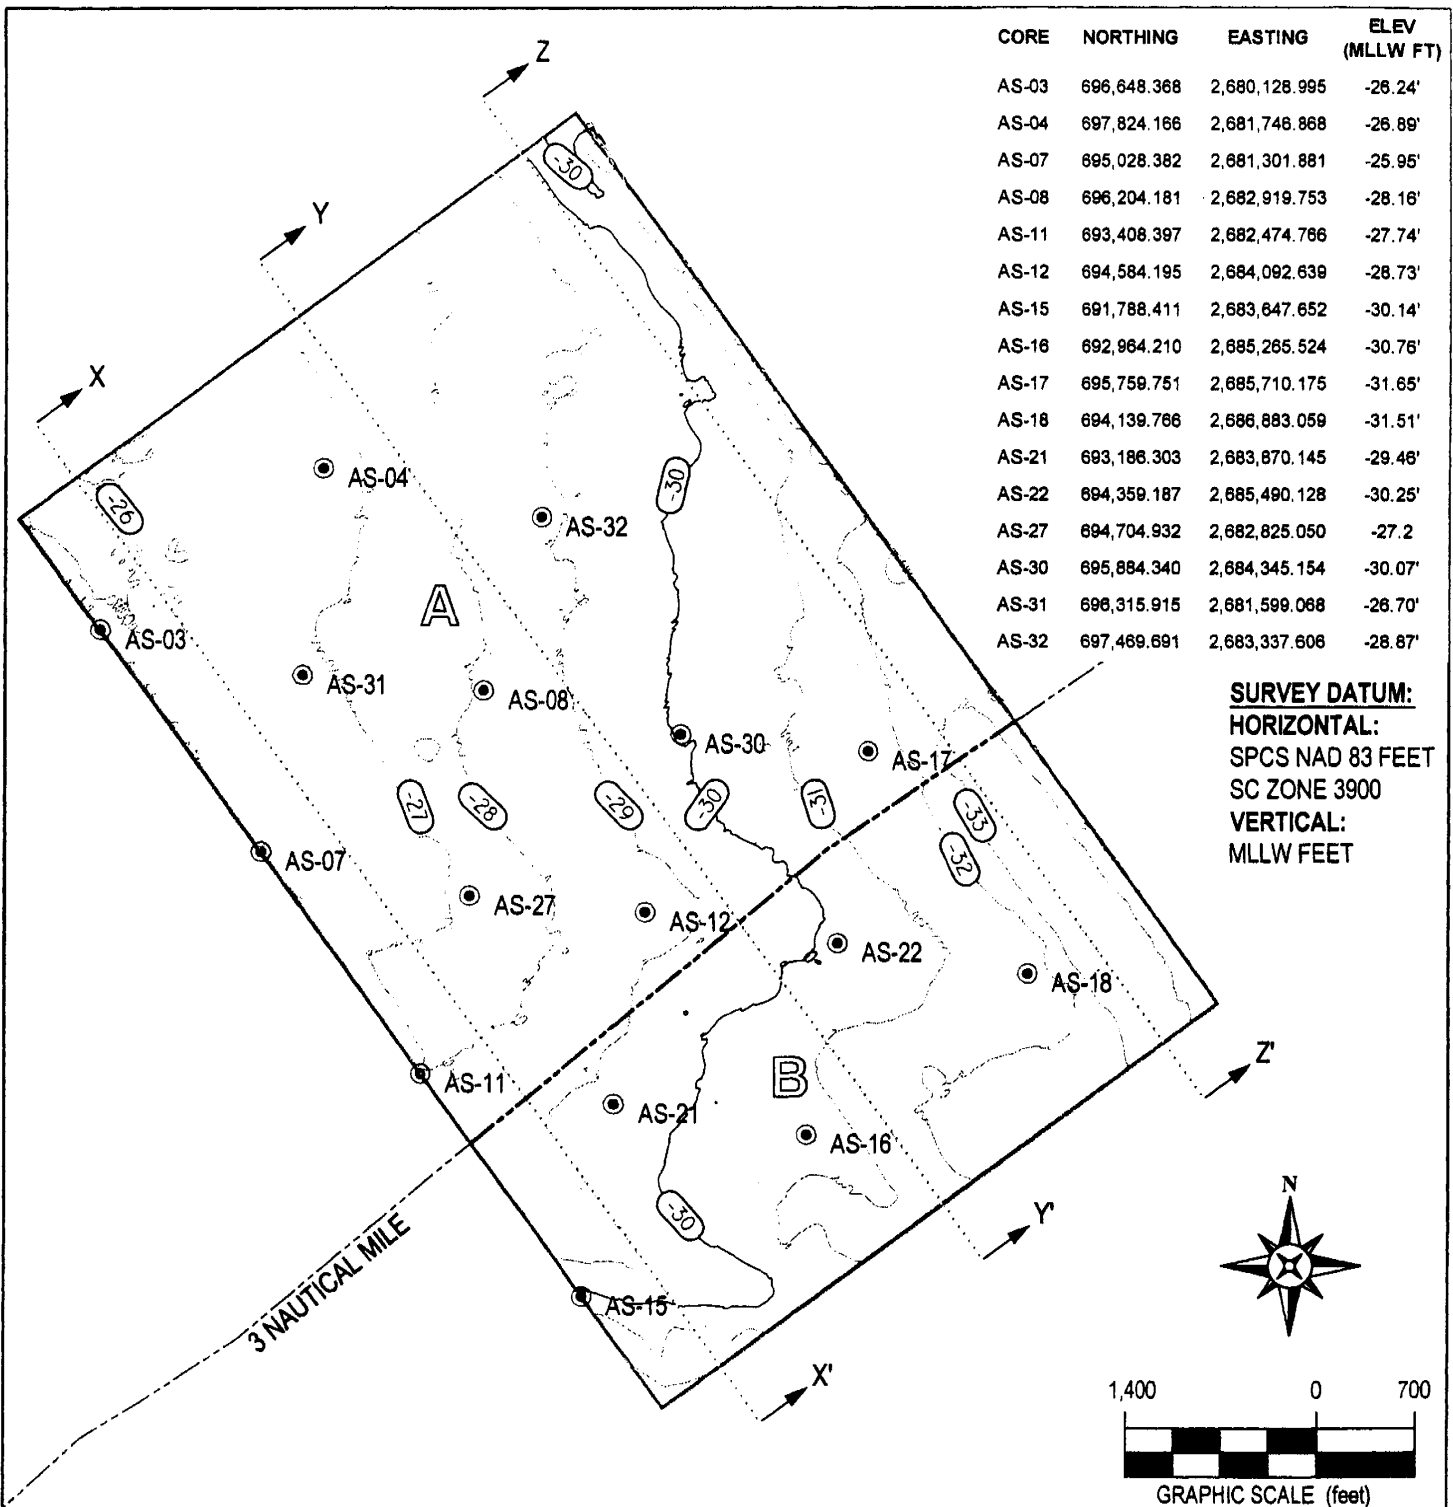 CORE NORTHING EASTING ELEV (MLLW FT)
AS-03 696,648.368 2,680,128.995 -26.24'
AS-04 697,824.166 2,681,746.868 -26.89'
AS-07 695,028.382 2,681,301.881 -25.95'
AS-08 696,204.181 2,682,919.753 -28.16'
AS-11 693,408.397 2,682,474.766 -27.74'
AS-12 694,584.195 2,684,092.639 -28.73'
AS-15 691,788.411 2,683,647.652 -30.14'
AS-16 692,964.210 2,685,265.524 -30.76'
AS-17 695,759.751 2,685,710.175 -31.65'
AS-18 694,139.766 2,686,883.059 -31.51'
AS-21 693,186.303 2,683,870.145 -29.46'
AS-22 694,359.187 2,685,490.128 -30.25'
AS-27 694,704.932 2,682,825.050 -27.2
AS-30 695,884.340 2,684,345.154 -30.07'
AS-31 696,315.915 2,681,599.068 -26.70'
AS-32 697,469.691 2,683,337.606 -28.87'
SURVEY DATUM:
HORIZONTAL:
SPCS NAD 83 FEET
SC ZONE 3900
VERTICAL:
MLLW FEET
Z
-30
Y
X
AS-04
-26
-30
AS-32
A
AS-03
AS-31
AS-08
AS-30
AS-17
-27
-28
-29
-30
-31
-33
-32
AS-07
AS-27
AS-12
AS-22
AS-18
AS-11
B
Z'
AS-21
AS-16
-30
Y'
3 NAUTICAL MILE
AS-15
X'
N
1,400 0 700
GRAPHIC SCALE (feet)